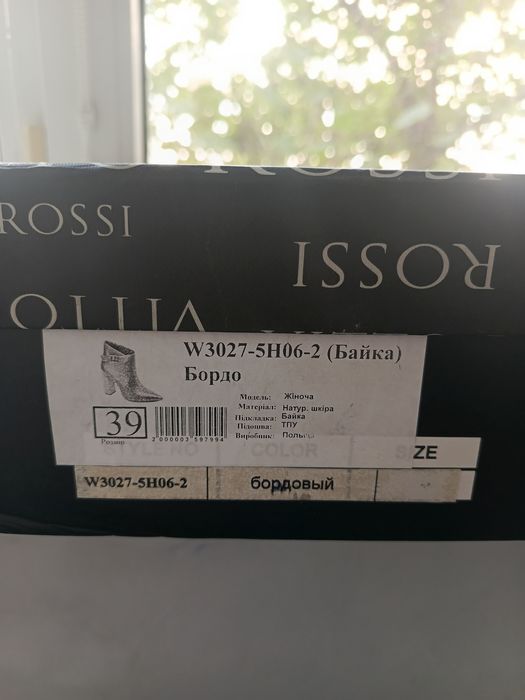 ROSSI
ROSSI
VITTO
W3027-5H06-2 (Байка)
Бордо
39
Розмір
2000003597994
Модель: Жіноча
Матеріал: Натур. шкіра
Підкладка: Байка
Підошва: ТПУ
Виробник: Польща
STYLE NO COLOR SIZE
W3027-5H06-2 бордовый